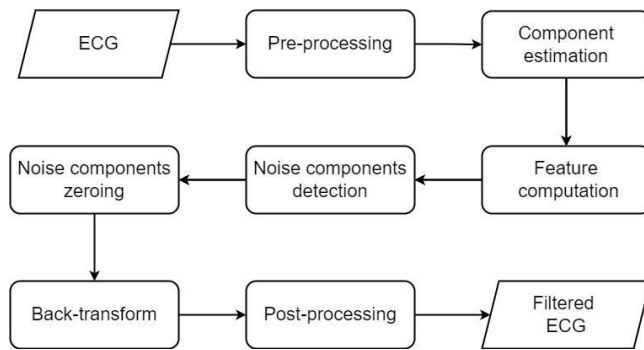 ECG
Pre-processing
Component
estimation
Noise components
zeroing
Noise components
detection
Feature
computation
Back-transform
Post-processing
Filtered
ECG